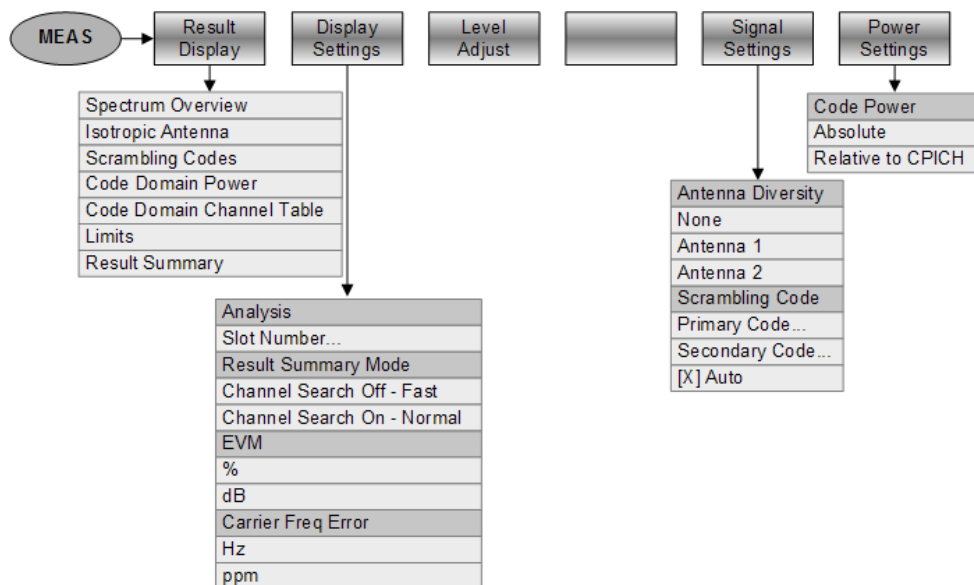 MEAS
Result
Display
Display
Settings
Level
Adjust
Signal
Settings
Power
Settings
Spectrum Overview
Isotropic Antenna
Scrambling Codes
Code Domain Power
Code Domain Channel Table
Limits
Result Summary
Analysis
Slot Number...
Result Summary Mode
Channel Search Off - Fast
Channel Search On - Normal
EVM
%
dB
Carrier Freq Error
Hz
ppm
Antenna Diversity
None
Antenna 1
Antenna 2
Scrambling Code
Primary Code...
Secondary Code...
[X] Auto
Code Power
Absolute
Relative to CPICH